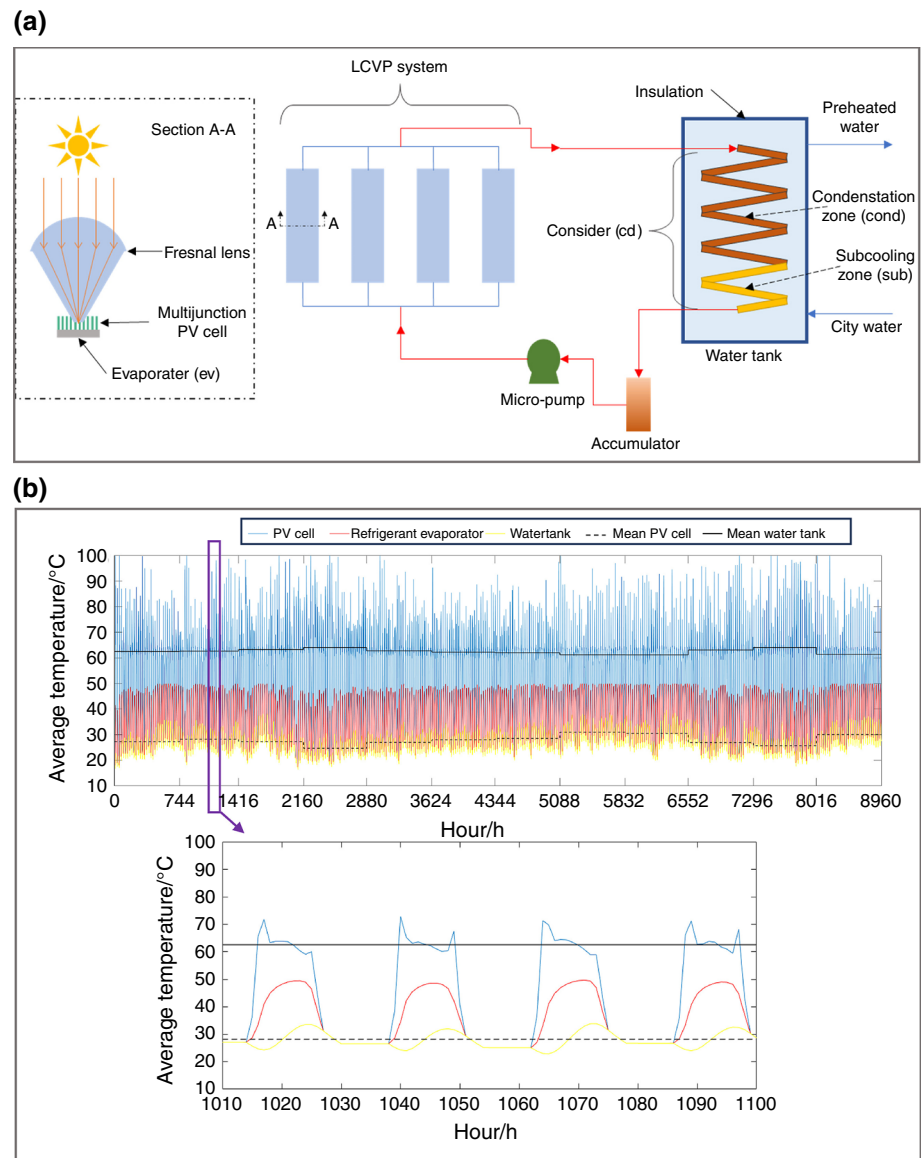 (a)
LCVP system
Section A-A
Insulation
Preheated
water
A
A
Fresnal lens
Consider (cd)
Condenstation
zone (cond)
Subcooling
zone (sub)
Multijunction
PV cell
City water
Evaporater (ev)
Water tank
Micro-pump
Accumulator
(b)
PV cell Refrigerant evaporator Watertank Mean PV cell Mean water tank
Average temperature/°C
100
90
80
70
60
50
40
30
20
10
0 744 1416 2160 2880 3624 4344 5088 5832 6552 7296 8016 8960
Hour/h
Average temperature/°C
100
90
80
70
60
50
40
30
20
10
1010 1020 1030 1040 1050 1060 1070 1080 1090 1100
Hour/h